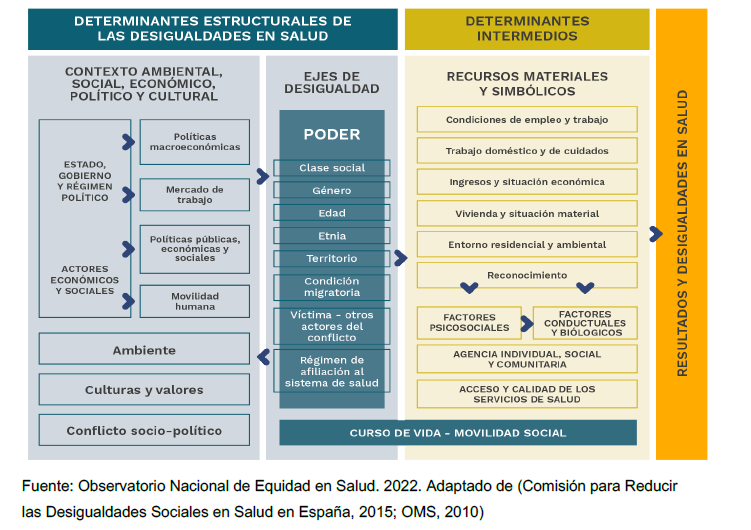 DETERMINANTES ESTRUCTURALES DE
LAS DESIGUALDADES EN SALUD
DETERMINANTES
INTERMEDIOS
CONTEXTO AMBIENTAL,
SOCIAL, ECONÓMICO,
POLÍTICO Y CULTURAL
ESTADO,
GOBIERNO
Y RÉGIMEN
POLÍTICO
ACTORES
ECONÓMICOS
Y SOCIALES
Políticas
macroeconómicas
Mercado de
trabajo
Políticas públicas,
económicas y
sociales
Movilidad
humana
Ambiente
Culturas y valores
Conflicto socio-político
EJES DE
DESIGUALDAD
PODER
Clase social
Género
Edad
Etnia
Territorio
Condición
migratoria
Víctima - otros
actores del
conflicto
Régimen de
afiliación al
sistema de salud
RECURSOS MATERIALES
Y SIMBÓLICOS
Condiciones de empleo y trabajo
Trabajo doméstico y de cuidados
Ingresos y situación económica
Vivienda y situación material
Entorno residencial y ambiental
Reconocimiento
FACTORES
PSICOSOCIALES
FACTORES
CONDUCTUALES
Y BIÓLOGICOS
AGENCIA INDIVIDUAL, SOCIAL
Y COMUNITARIA
ACCESO Y CALIDAD DE LOS
SERVICIOS DE SALUD
CURSO DE VIDA - MOVILIDAD SOCIAL
RESULTADOS Y DESIGUALDADES EN SALUD
Fuente: Observatorio Nacional de Equidad en Salud. 2022. Adaptado de (Comisión para Reducir
las Desigualdades Sociales en Salud en España, 2015; OMS, 2010)